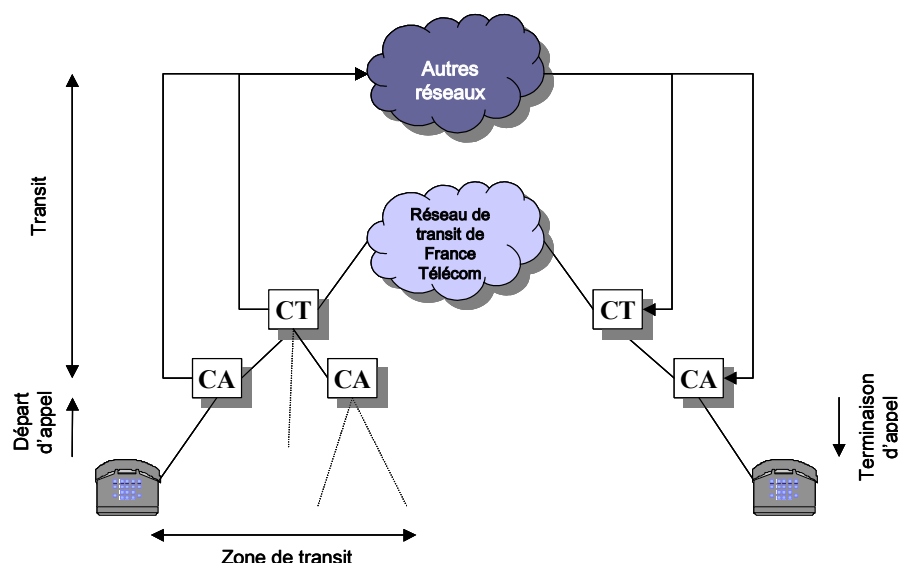 Autres
réseaux
Transit
Réseau de
transit de
France
Télécom
CT
CT
CA
CA
CA
Départ
d'appel
Terminaison
d'appel
Zone de transit